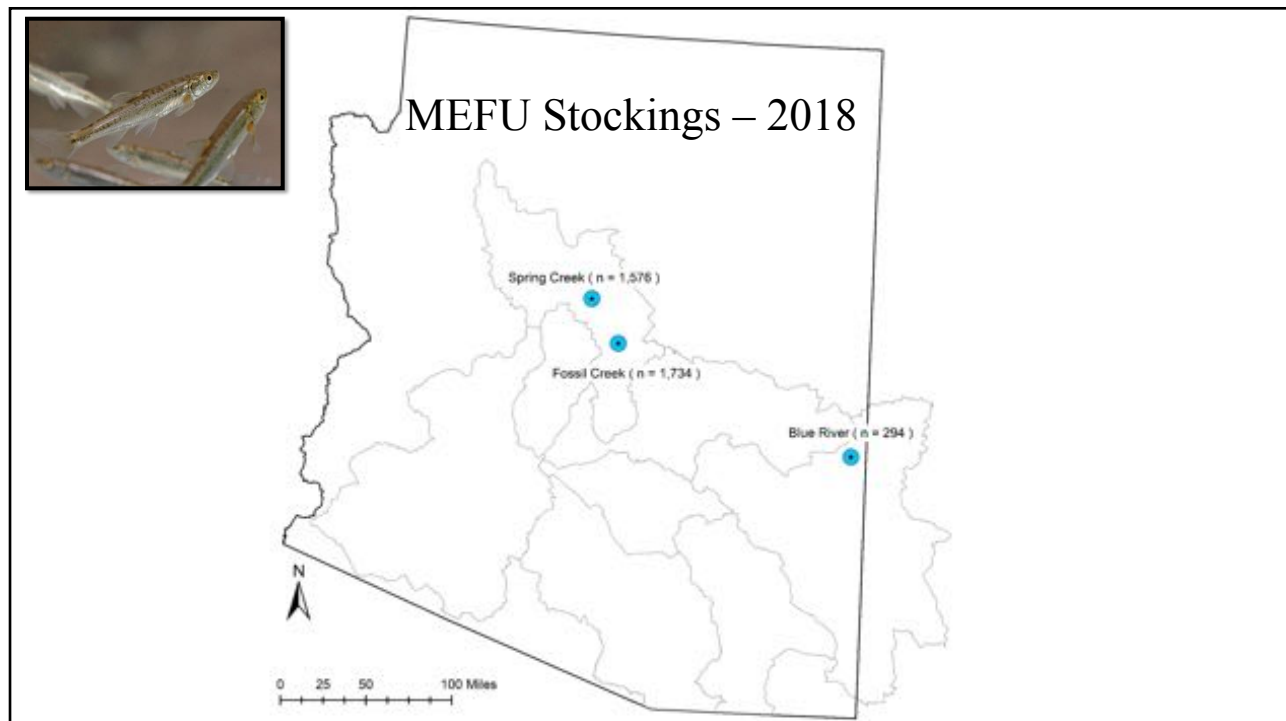 MEFU Stockings – 2018
Spring Creek ( n = 1,576 )
Fossil Creek ( n = 1,734 )
Blue River ( n = 294 )
N
0 25 50 100 Miles